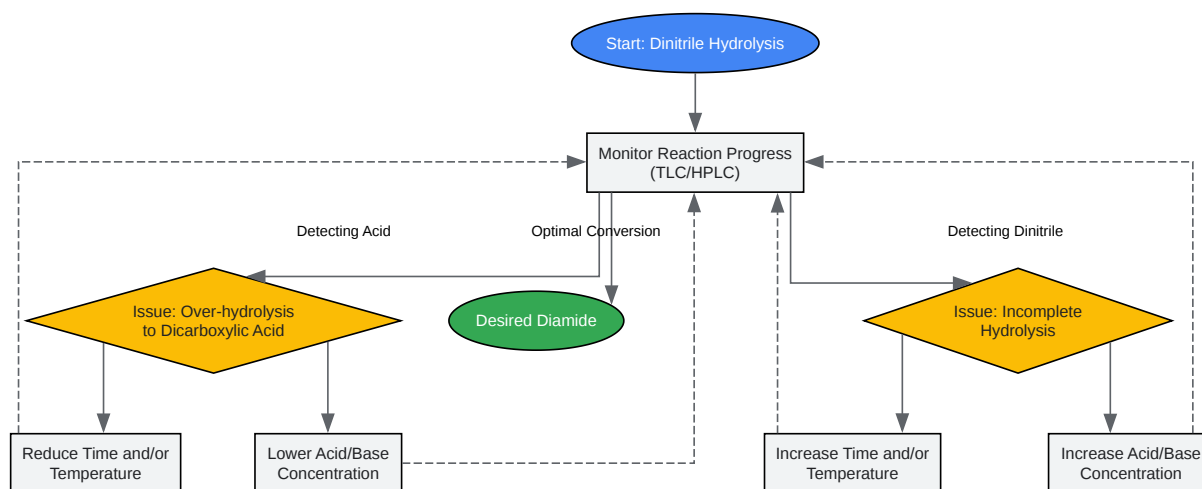 Start: Dinitrile Hydrolysis
Monitor Reaction Progress
(TLC/HPLC)
Detecting Acid
Optimal Conversion
Detecting Dinitrile
Issue: Over-hydrolysis
to Dicarboxylic Acid
Desired Diamide
Issue: Incomplete
Hydrolysis
Reduce Time and/or
Temperature
Lower Acid/Base
Concentration
Increase Time and/or
Temperature
Increase Acid/Base
Concentration